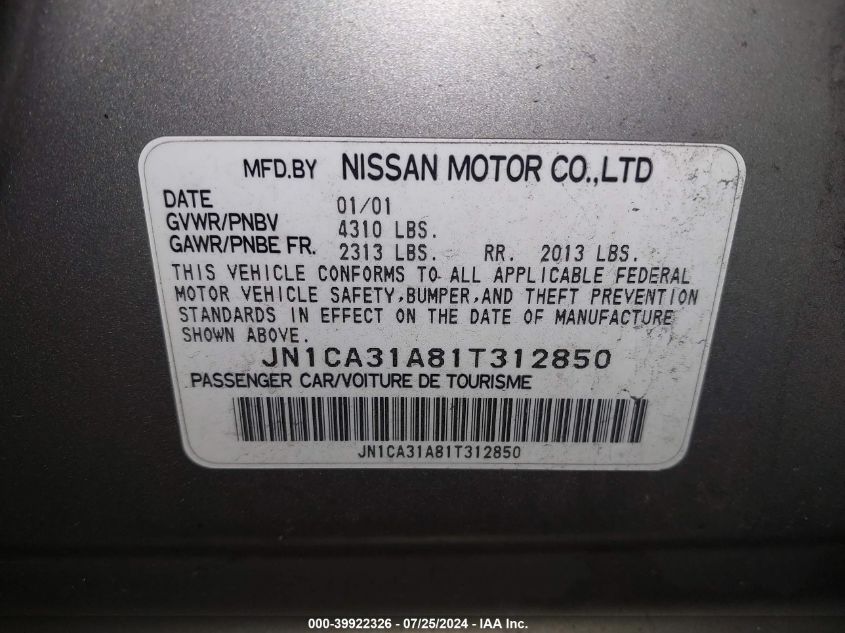 MFD.BY NISSAN MOTOR CO.,LTD
DATE 01/01
GVWR/PNBV 4310 LBS.
GAWR/PNBE FR. 2313 LBS. RR. 2013 LBS.
THIS VEHICLE CONFORMS TO ALL APPLICABLE FEDERAL
MOTOR VEHICLE SAFETY,BUMPER,AND THEFT PREVENTION
STANDARDS IN EFFECT ON THE DATE OF MANUFACTURE
SHOWN ABOVE.
JN1CA31A81T312850
PASSENGER CAR/VOITURE DE TOURISME
JN1CA31A81T312850
000-39922326 - 07/25/2024 - IAA Inc.